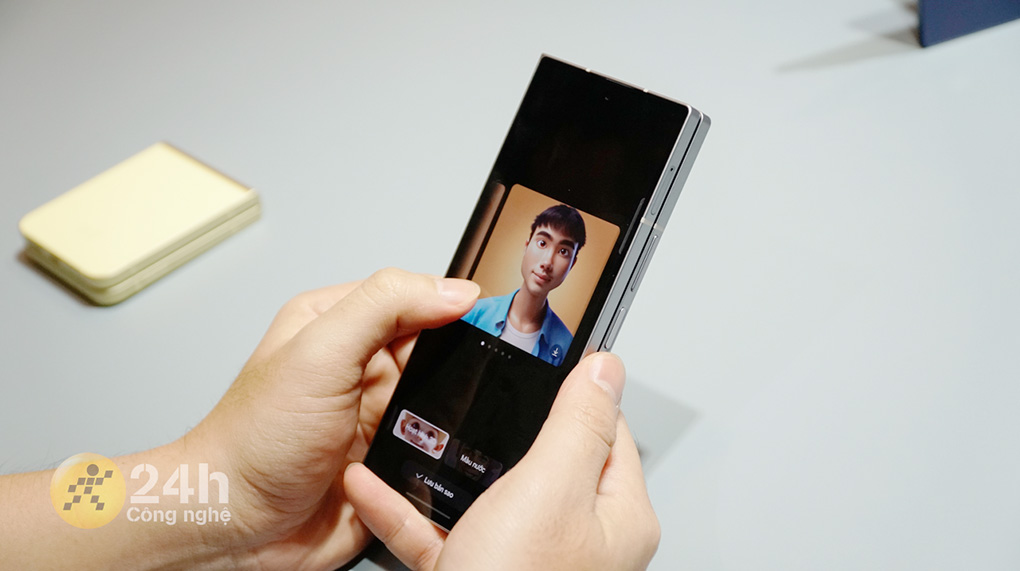 Màu nước
Lưu bản sao
24h
Công nghệ